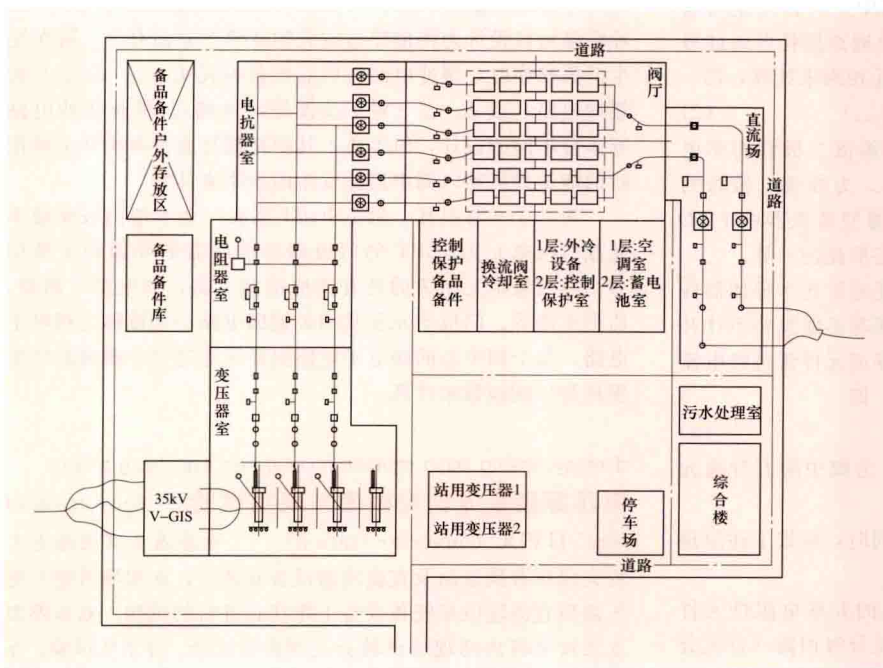 道路
阀厅
备品备件户外存放区
电抗器室
直流场
道路
备品备件库
电阻器室
控制
保护品
备件
换流阀
冷却室
1层:外冷
设备
2层:控制
保护室
1层:空
调室
2层:蓄电
池室
变压器室
污水处理室
35kV
V-GIS
站用变压器1
站用变压器2
停车场
综合楼
道路